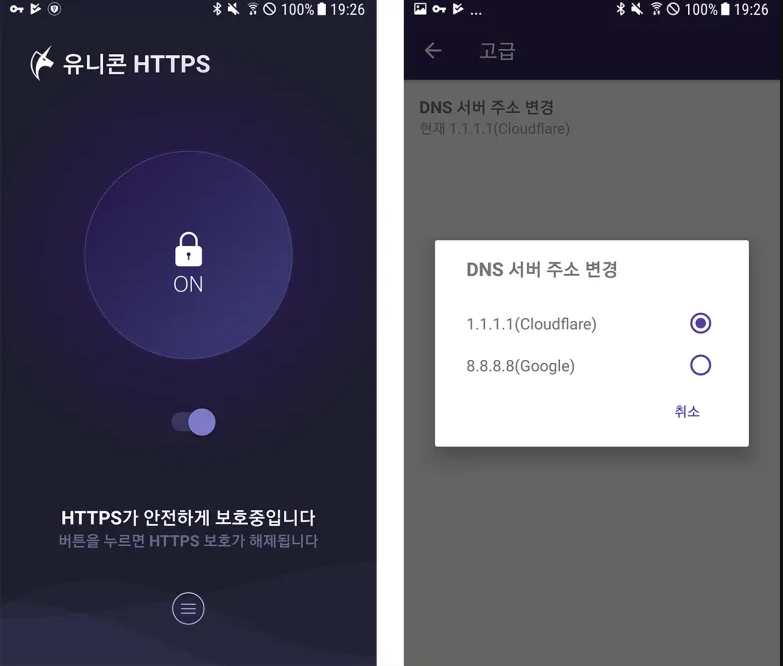 100% 19:26
유니콘 HTTPS
ON
HTTPS가 안전하게 보호중입니다
버튼을 누르면 HTTPS 보호가 해제됩니다
... 100% 19:26
고급
DNS 서버 주소 변경
현재 1.1.1.1(Cloudflare)
DNS 서버 주소 변경
1.1.1.1(Cloudflare)
8.8.8.8(Google)
취소